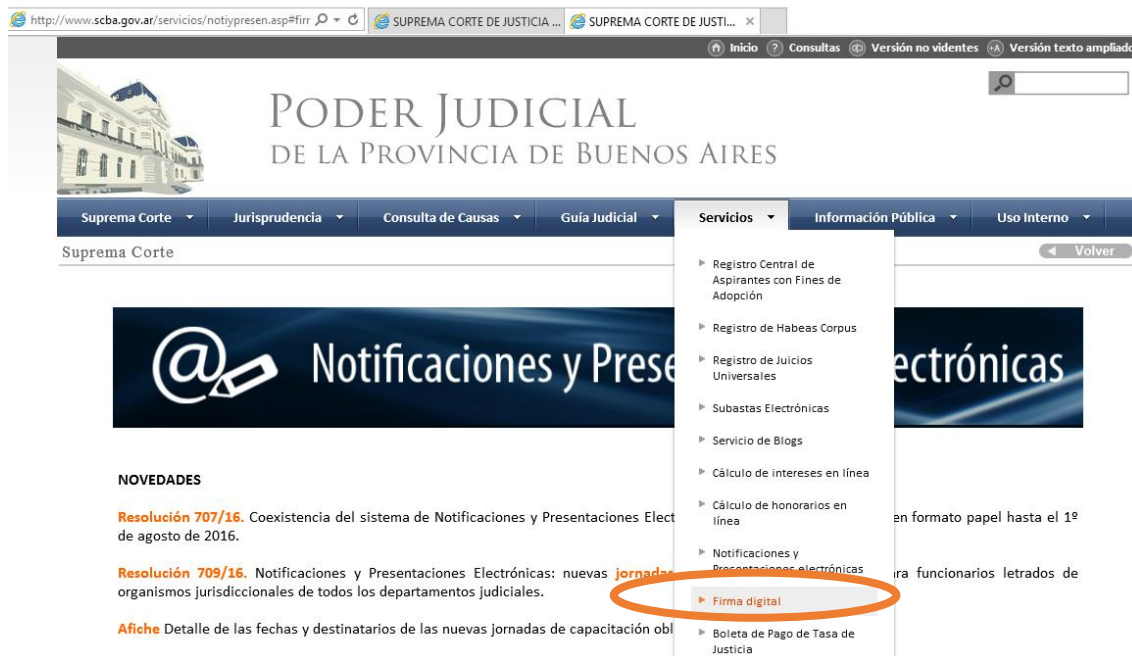 http://www.scba.gov.ar/servicios/notiypresen.asp#firr
SUPREMA CORTE DE JUSTICIA ...
SUPREMA CORTE DE JUSTI...
Inicio ? Consultas Versión no videntes Versión texto ampliado
PODER JUDICIAL
DE LA PROVINCIA DE BUENOS AIRES
Suprema Corte Jurisprudencia Consulta de Causas Guía Judicial Servicios Información Pública Uso Interno
Suprema Corte
Volver
Registro Central de
Aspirantes con Fines de
Adopción
Registro de Habeas Corpus
Registro de Juicios
Universales
Subastas Electrónicas
Servicio de Blogs
Cálculo de intereses en línea
Cálculo de honorarios en
línea
Notificaciones y
Presentaciones electrónicas
Firma digital
Boleta de Pago de Tasa de
Justicia
@ Notificaciones y Prese ectrónicas
NOVEDADES
Resolución 707/16. Coexistencia del sistema de Notificaciones y Presentaciones Elect en formato papel hasta el 1º
de agosto de 2016.
Resolución 709/16. Notificaciones y Presentaciones Electrónicas: nuevas jornadas ra funcionarios letrados de
organismos jurisdiccionales de todos los departamentos judiciales.
Afiche Detalle de las fechas y destinatarios de las nuevas jornadas de capacitación obl